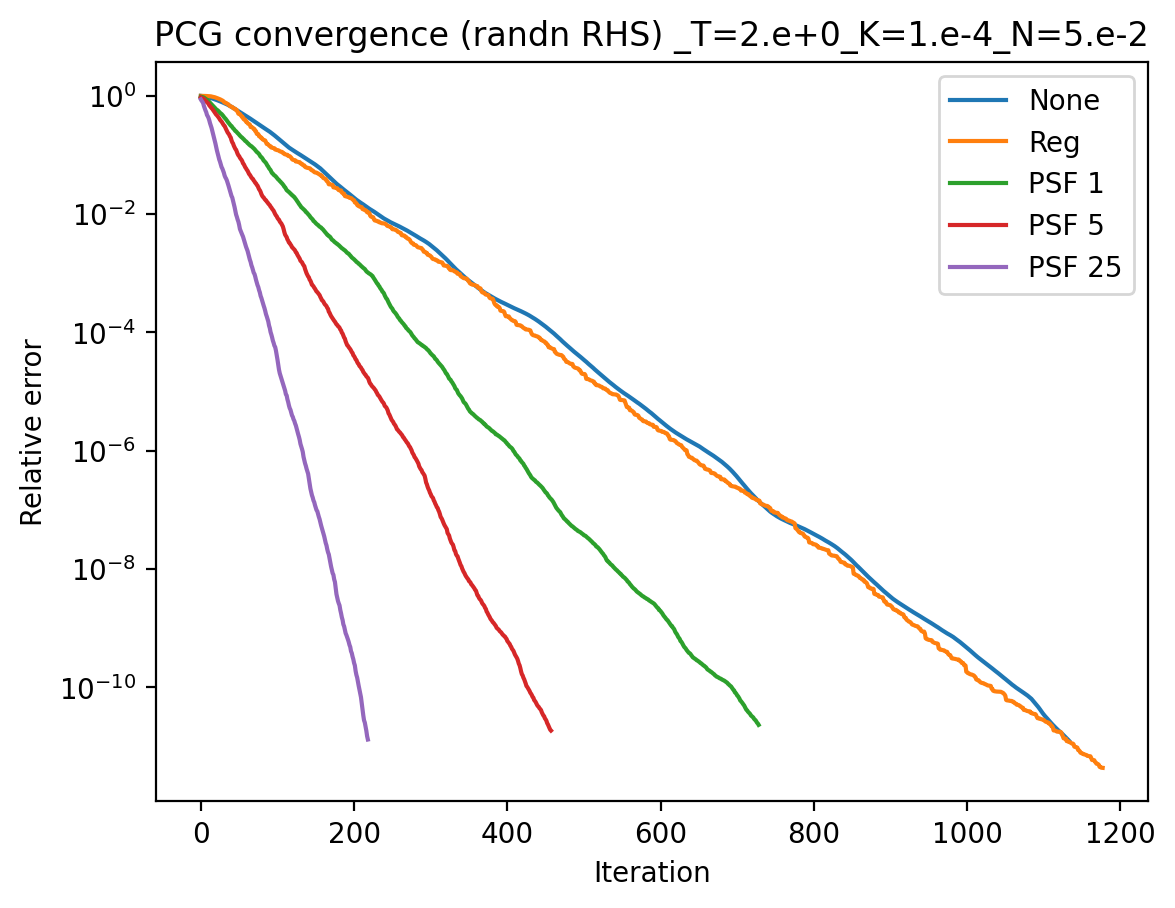 PCG convergence (randn RHS) _T=2.e+0_K=1.e-4_N=5.e-2
None
Reg
PSF 1
PSF 5
PSF 25
Relative error
10⁰
10⁻²
10⁻⁴
10⁻⁶
10⁻⁸
10⁻¹⁰
0 200 400 600 800 1000 1200
Iteration